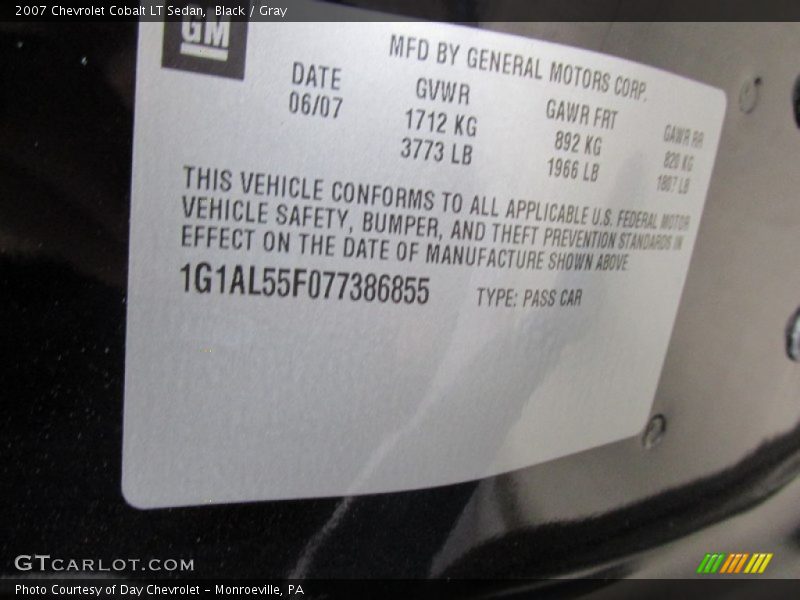 2007 Chevrolet Cobalt LT Sedan, Black / Gray
GM
MFD BY GENERAL MOTORS CORP.
DATE GVWR GAWR FRT GAWR RR
06/07 1712 KG 892 KG 820 KG
3773 LB 1966 LB 1807 LB
THIS VEHICLE CONFORMS TO ALL APPLICABLE U.S. FEDERAL MOTOR
VEHICLE SAFETY, BUMPER, AND THEFT PREVENTION STANDARDS IN
EFFECT ON THE DATE OF MANUFACTURE SHOWN ABOVE
1G1AL55F077386855 TYPE: PASS CAR
GTCARLOT.COM
Photo Courtesy of Day Chevrolet - Monroeville, PA